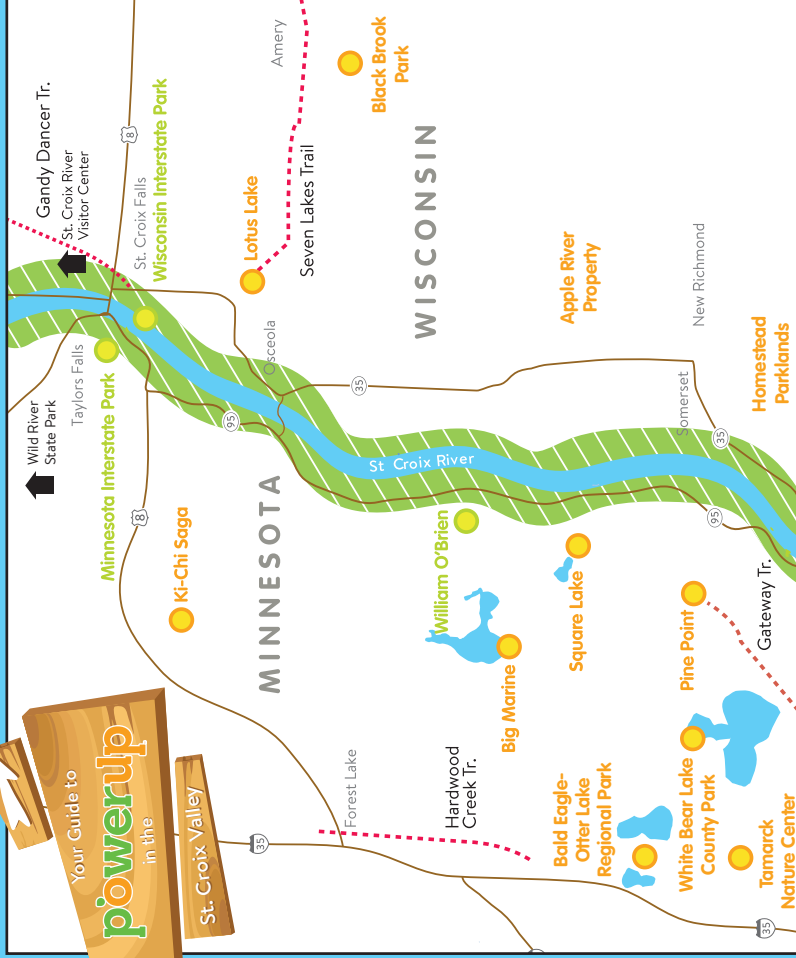 Your Guide to
powerup
in the
St. Croix Valley
Wild River
State Park
Gandy Dancer Tr.
St. Croix River
Visitor Center
Taylors Falls
Minnesota Interstate Park
St. Croix Falls
Wisconsin Interstate Park
8
8
Ki-Chi Saga
Lotus Lake
Amery
Seven Lakes Trail
Black Brook
Park
Osceola
95
35
MINNESOTA
WISCONSIN
35
Forest Lake
Hardwood
Creek Tr.
St Croix River
William O'Brien
Big Marine
Square Lake
Apple River
Property
New Richmond
Somerset
Homestead
Parklands
35
95
Pine Point
Gateway Tr.
Bald Eagle-
Otter Lake
Regional Park
White Bear Lake
County Park
Tamarck
Nature Center
35